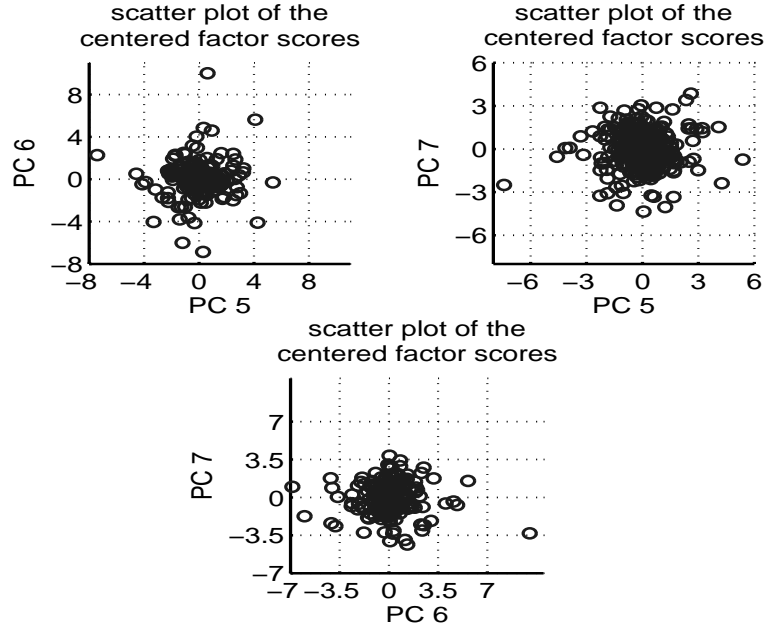 scatter plot of the
centered factor scores
PC 6
8
4
0
−4
−8
−8 −4 0 4 8
PC 5
scatter plot of the
centered factor scores
PC 7
6
3
0
−3
−6
−6 −3 0 3 6
PC 5
scatter plot of the
centered factor scores
PC 7
7
3.5
0
−3.5
−7
−7 −3.5 0 3.5 7
PC 6